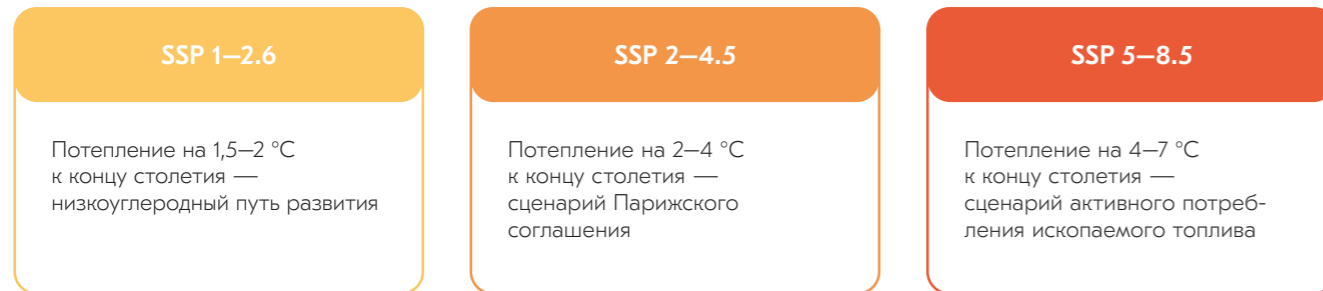 SSP 1–2.6
Потепление на 1,5–2 °C
к концу столетия —
низкоуглеродный путь развития
SSP 2–4.5
Потепление на 2–4 °C
к концу столетия —
сценарий Парижского
соглашения
SSP 5–8.5
Потепление на 4–7 °C
к концу столетия —
сценарий активного потреб-
ления ископаемого топлива